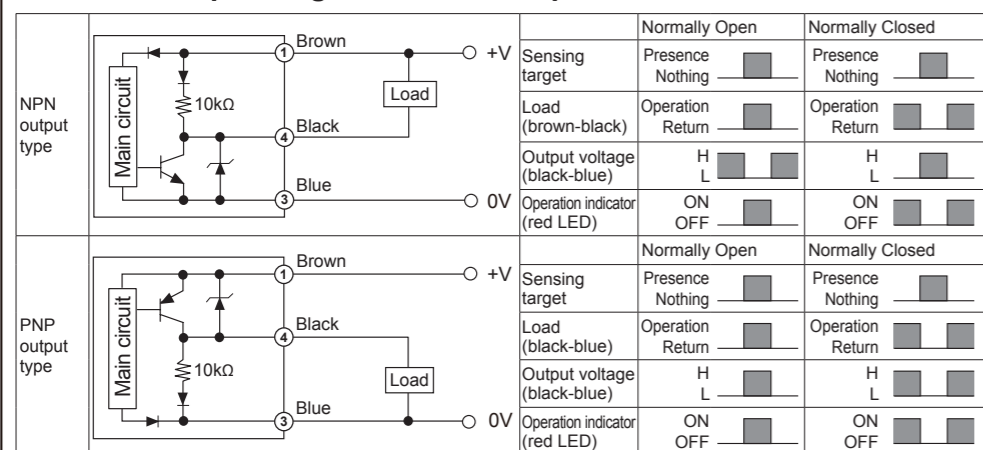 NPN
output
type
Main circuit
10kΩ
1
Brown
4
Black
3
Blue
Load
+V
0V
Normally Open
Normally Closed
Sensing
target
Presence
Nothing
Presence
Nothing
Load
(brown-black)
Operation
Return
Operation
Return
Output voltage
(black-blue)
H
L
H
L
Operation indicator
(red LED)
ON
OFF
ON
OFF
PNP
output
type
Main circuit
10kΩ
1
Brown
4
Black
3
Blue
Load
+V
0V
Normally Open
Normally Closed
Sensing
target
Presence
Nothing
Presence
Nothing
Load
(black-blue)
Operation
Return
Operation
Return
Output voltage
(black-blue)
H
L
H
L
Operation indicator
(red LED)
ON
OFF
ON
OFF